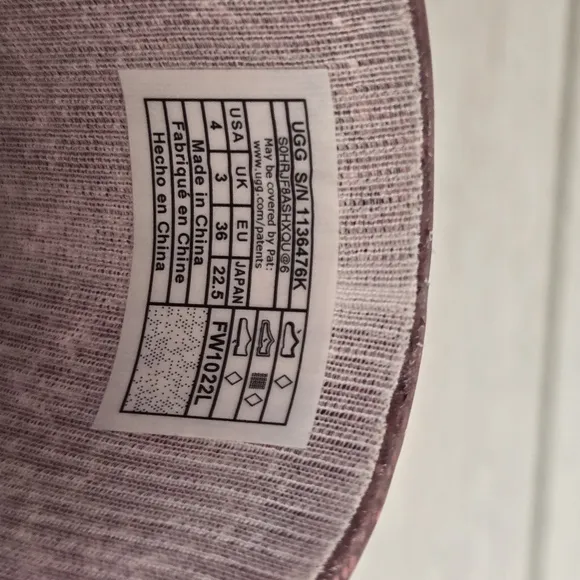 UGG S/N 1136476K
S0HRJF8ASHXQU@6
May be covered by Pat:
www.ugg.com/patents
USA UK EU JAPAN
4 3 36 22.5
Made in China
Fabriqué en Chine
Hecho en China
FW1022L